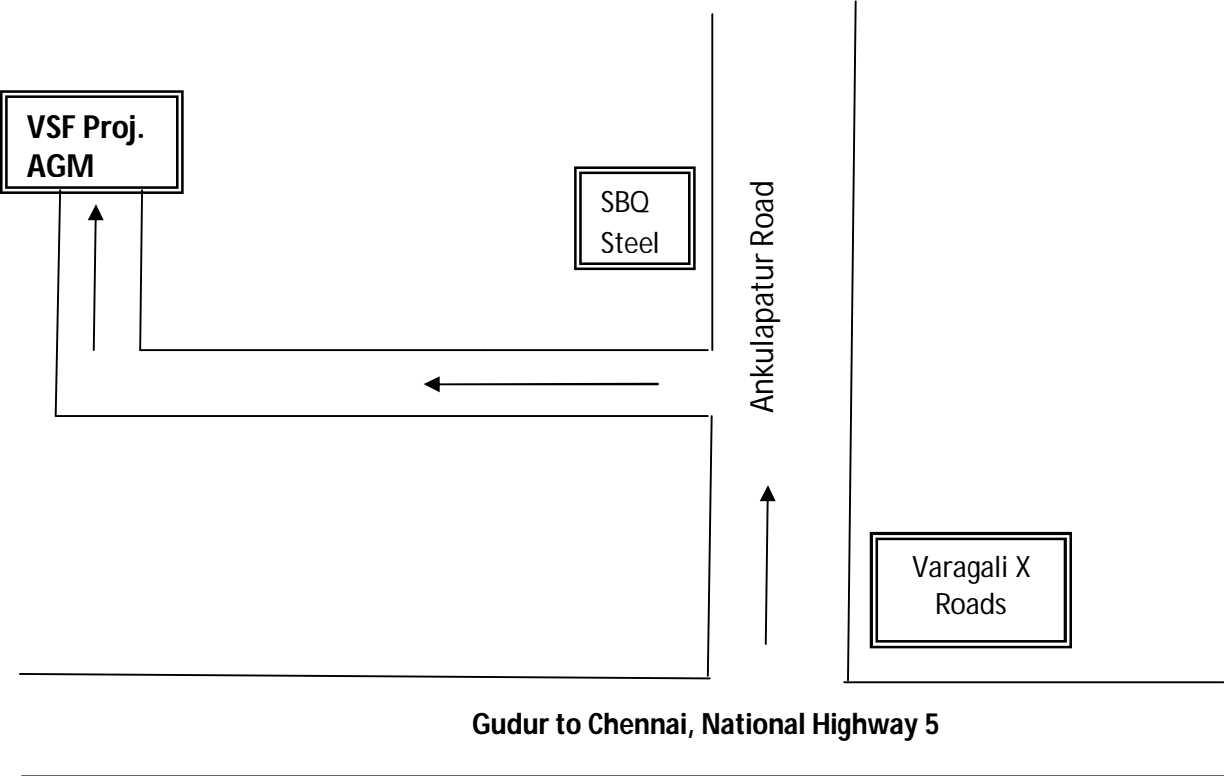 VSF Proj.
AGM
SBQ
Steel
Ankulapatur Road
Varagali X
Roads
Gudur to Chennai, National Highway 5